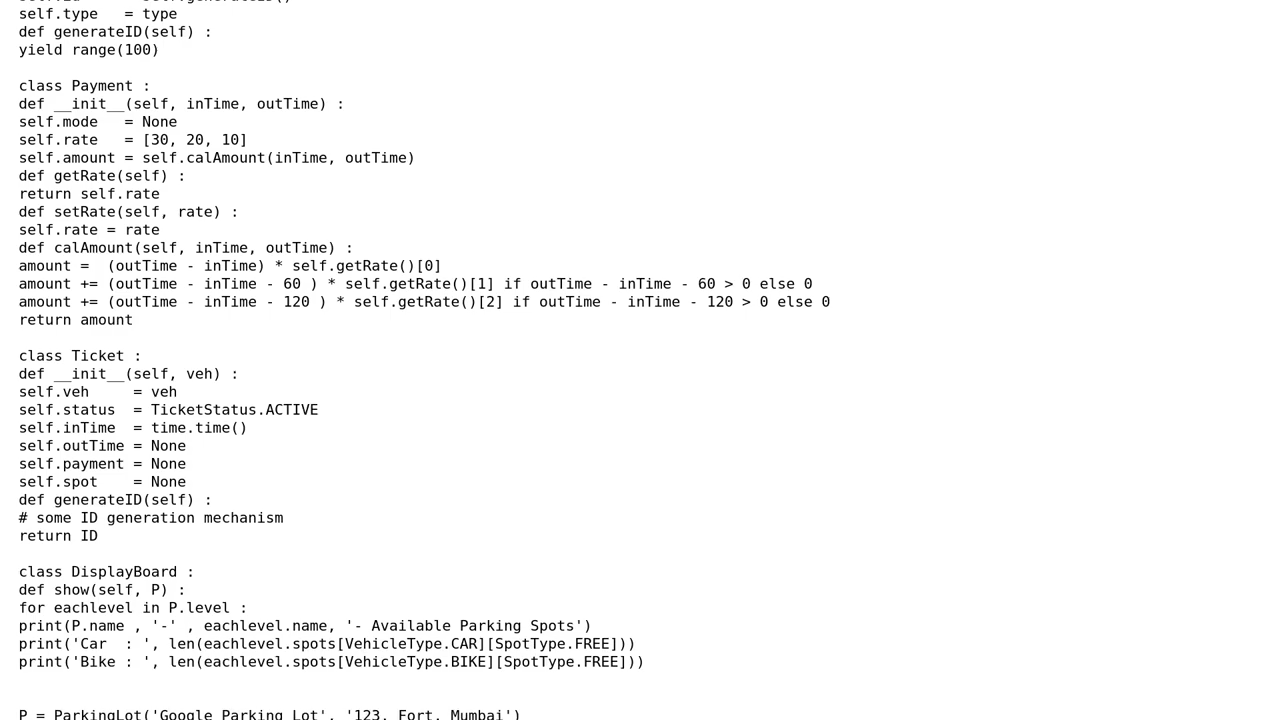 self.type   = type
def generateID(self) :
yield range(100)

class Payment :
def __init__(self, inTime, outTime) :
self.mode   = None
self.rate   = [30, 20, 10]
self.amount = self.calAmount(inTime, outTime)
def getRate(self) :
return self.rate
def setRate(self, rate) :
self.rate = rate
def calAmount(self, inTime, outTime) :
amount =  (outTime - inTime) * self.getRate()[0]
amount += (outTime - inTime - 60 ) * self.getRate()[1] if outTime - inTime - 60 > 0 else 0
amount += (outTime - inTime - 120 ) * self.getRate()[2] if outTime - inTime - 120 > 0 else 0
return amount

class Ticket :
def __init__(self, veh) :
self.veh     = veh
self.status  = TicketStatus.ACTIVE
self.inTime  = time.time()
self.outTime = None
self.payment = None
self.spot    = None
def generateID(self) :
# some ID generation mechanism
return ID

class DisplayBoard :
def show(self, P) :
for eachlevel in P.level :
print(P.name , '-' , eachlevel.name, '- Available Parking Spots')
print('Car  : ', len(eachlevel.spots[VehicleType.CAR][SpotType.FREE]))
print('Bike : ', len(eachlevel.spots[VehicleType.BIKE][SpotType.FREE]))

P = ParkingLot('Google Parking Lot', '123, Fort, Mumbai')